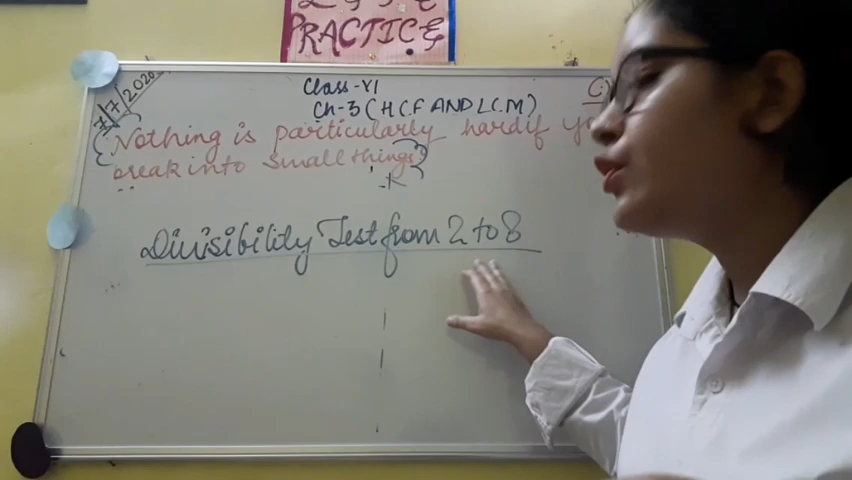 PRACTICE
7/7/2020
Class-VI
Ch-3 (H.C.F AND L.C.M)
Nothing is particularly hard if
break into small things
Divisibility Test from 2 to 8